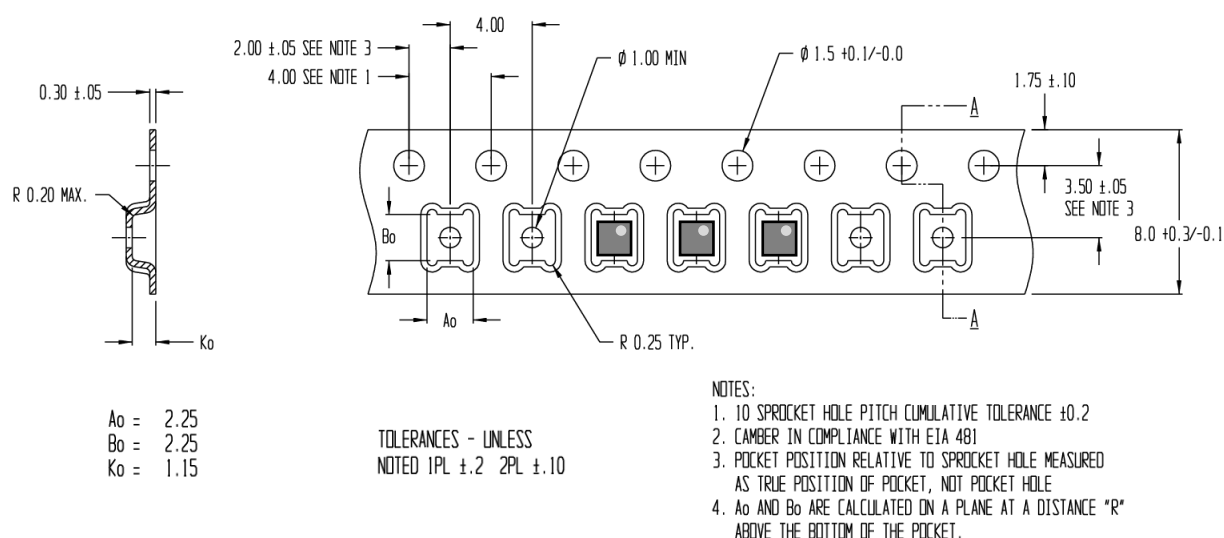 4.00
2.00 ±.05 SEE NOTE 3
4.00 SEE NOTE 1
Ø 1.00 MIN
Ø 1.5 +0.1/-0.0
1.75 ±.10
0.30 ±.05
A
R 0.20 MAX.
Bo
3.50 ±.05
SEE NOTE 3
8.0 +0.3/-0.1
Ao
A
Ko
R 0.25 TYP.
Ao = 2.25
Bo = 2.25
Ko = 1.15
TOLERANCES - UNLESS
NOTED 1PL ±.2 2PL ±.10
NOTES:
1. 10 SPROCKET HOLE PITCH CUMULATIVE TOLERANCE ±0.2
2. CAMBER IN COMPLIANCE WITH EIA 481
3. POCKET POSITION RELATIVE TO SPROCKET HOLE MEASURED
AS TRUE POSITION OF POCKET, NOT POCKET HOLE
4. Ao AND Bo ARE CALCULATED ON A PLANE AT A DISTANCE "R"
ABOVE THE BOTTOM OF THE POCKET.